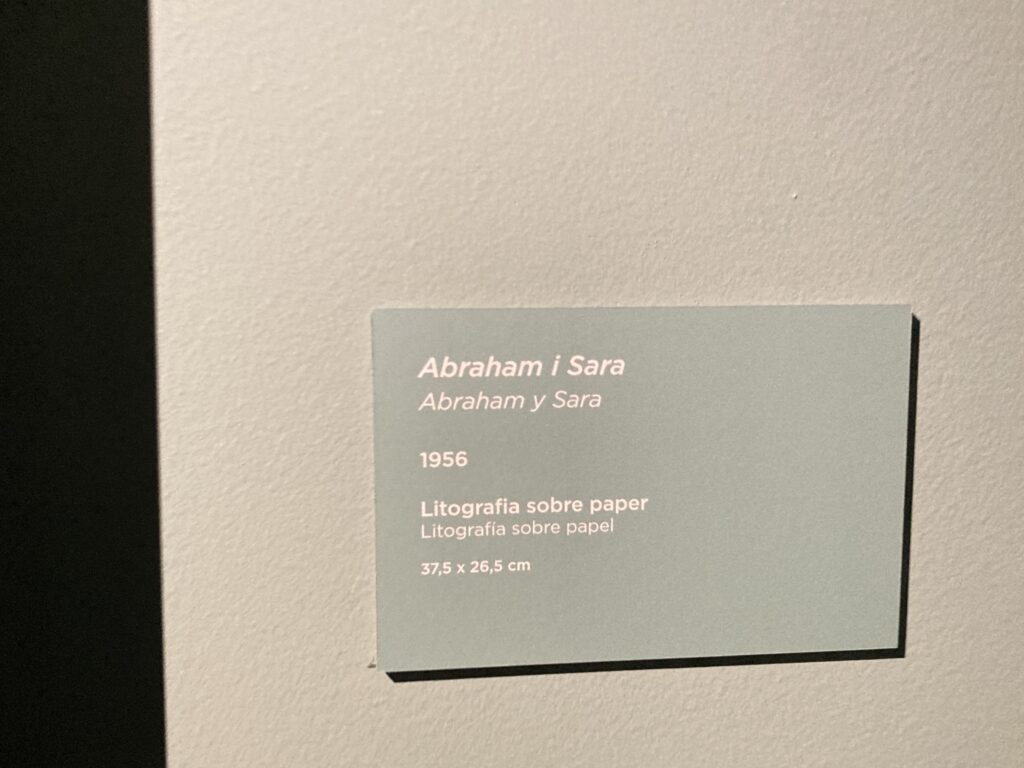 Abraham i Sara
Abraham y Sara
1956
Litografia sobre paper
Litografía sobre papel
37,5 x 26,5 cm